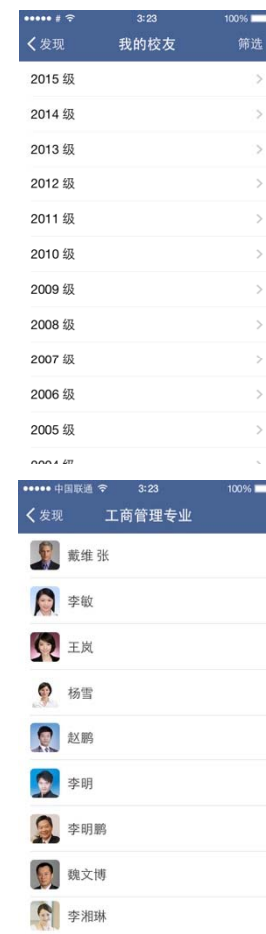 3:23 100%
发现 我的校友 筛选
2015 级
2014 级
2013 级
2012 级
2011 级
2010 级
2009 级
2008 级
2007 级
2006 级
2005 级
中国联通 3:23 100%
发现 工商管理专业
戴维 张
李敏
王岚
杨雪
赵鹏
李明
李明鹏
魏文博
李湘琳